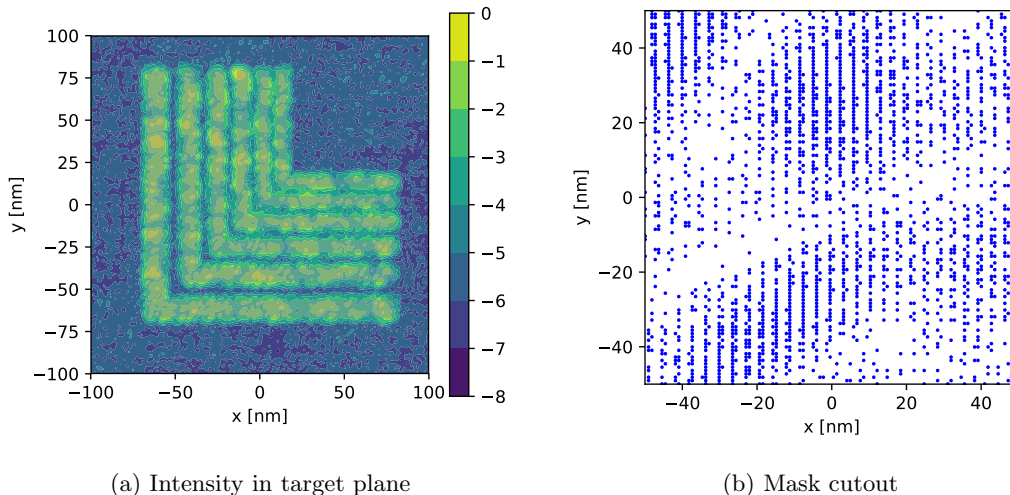 100
75
50
25
0
−25
−50
−75
−100
y [nm]
−100 −50 0 50 100
x [nm]
0
−1
−2
−3
−4
−5
−6
−7
−8
40
20
0
−20
−40
y [nm]
−40 −20 0 20 40
x [nm]
(a) Intensity in target plane
(b) Mask cutout